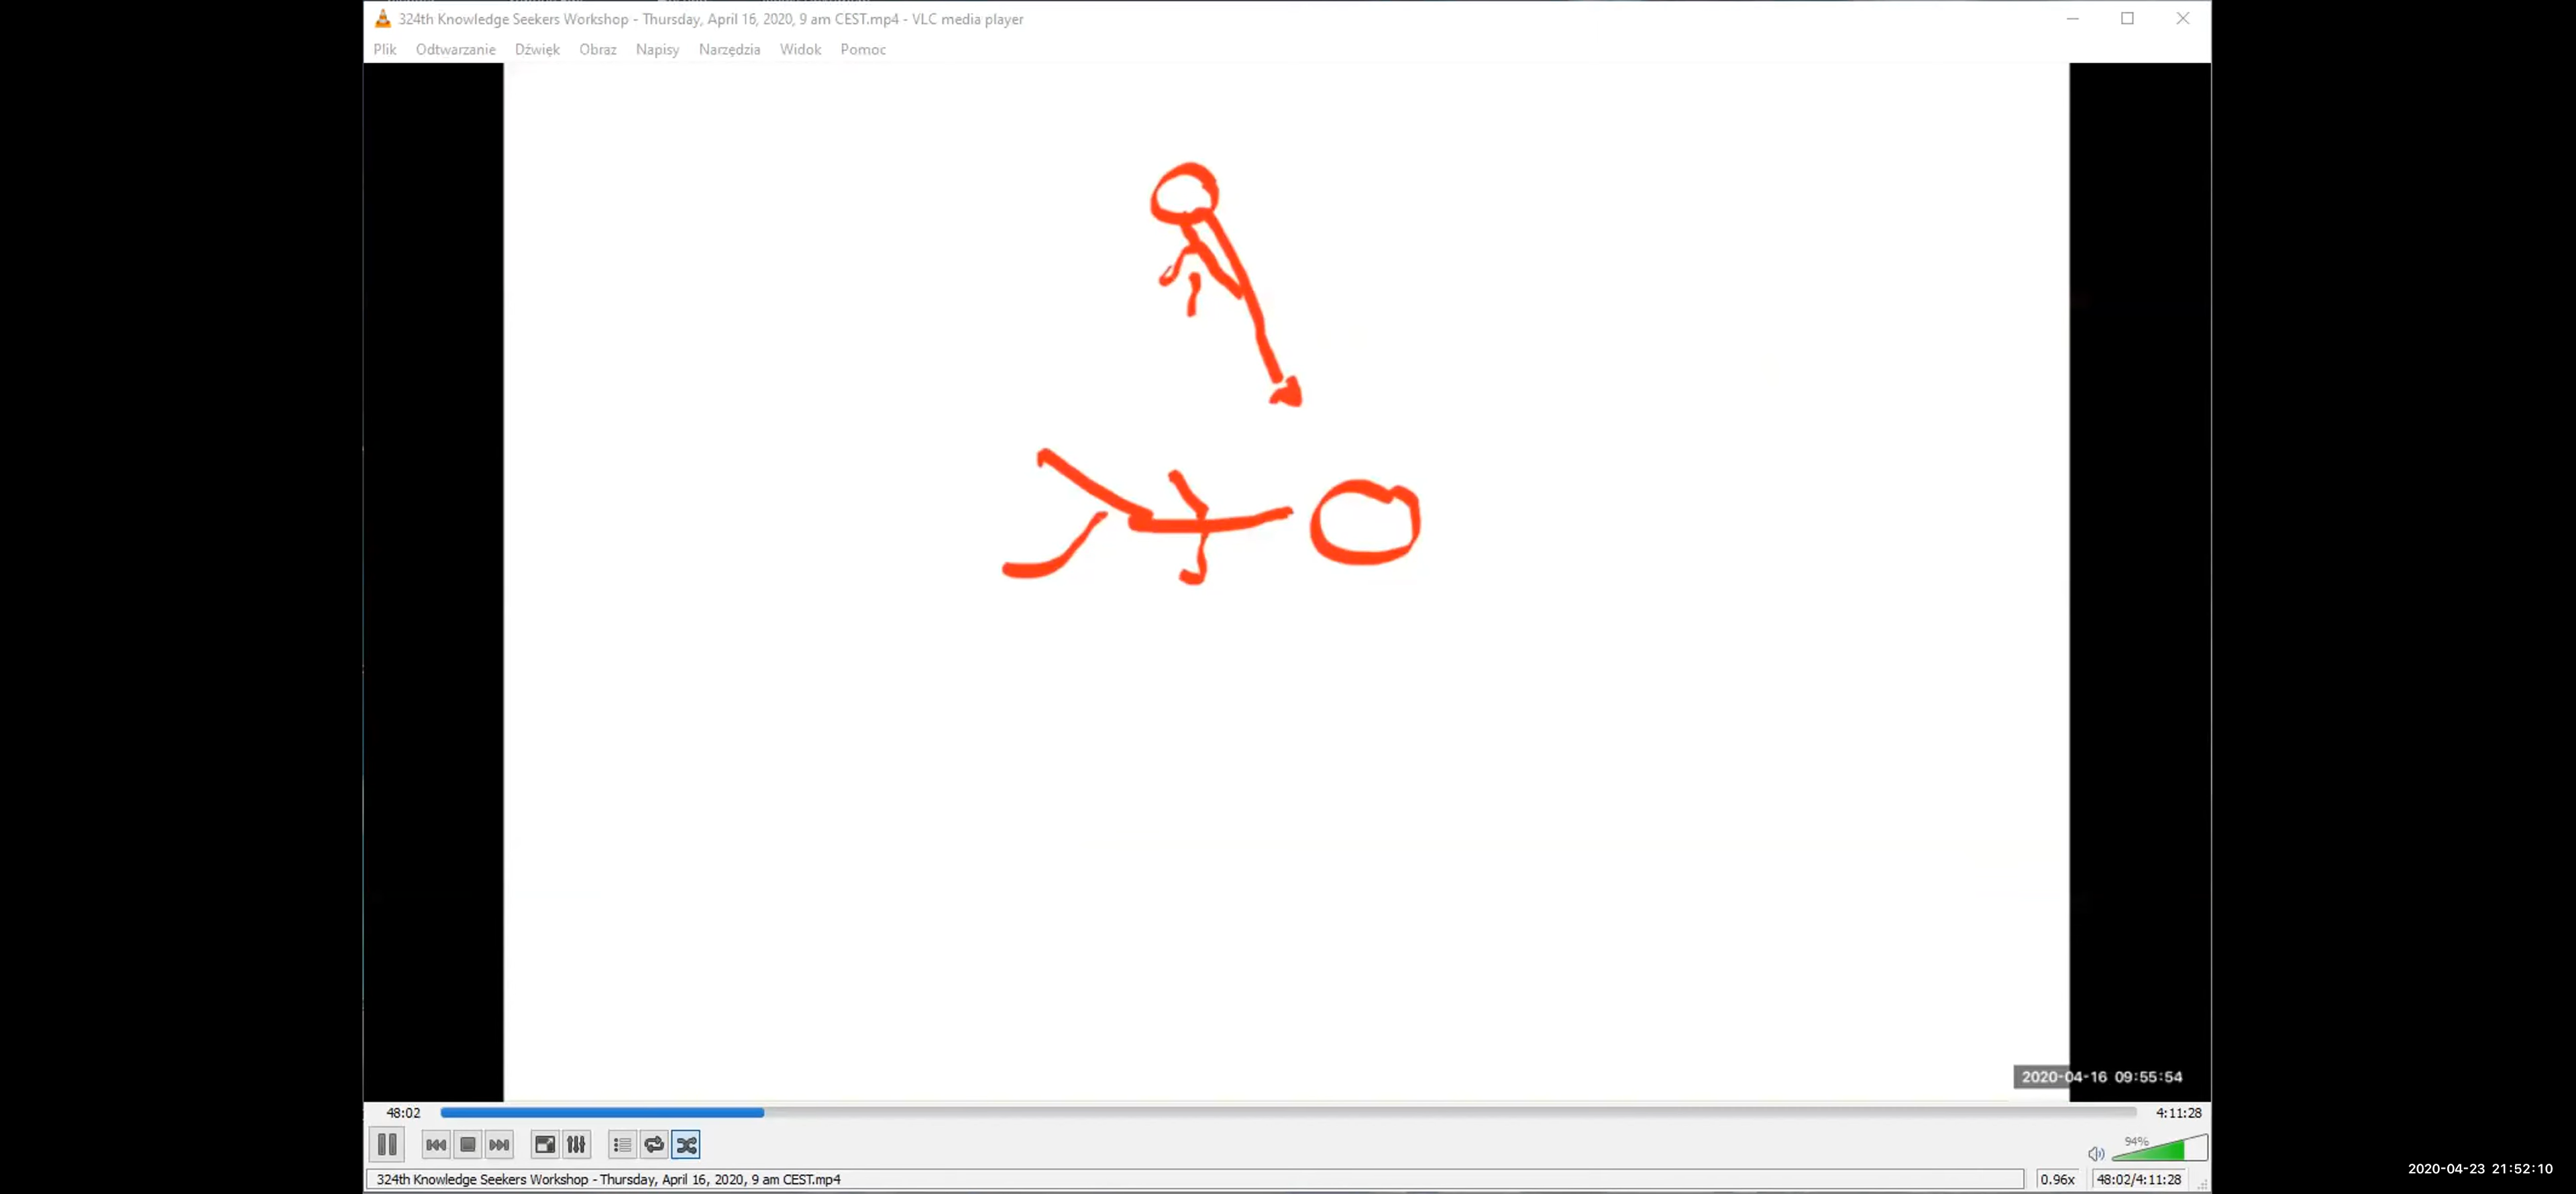 324th Knowledge Seekers Workshop - Thursday, April 16, 2020, 9 am CEST.mp4 - VLC media player
Plik Odtwarzanie Dźwięk Obraz Napisy Narzędzia Widok Pomoc
2020-04-16 09:55:54
48:02 4:11:28
94%
324th Knowledge Seekers Workshop - Thursday, April 16, 2020, 9 am CEST.mp4 0.96x 48:02/4:11:28
2020-04-23 21:52:10